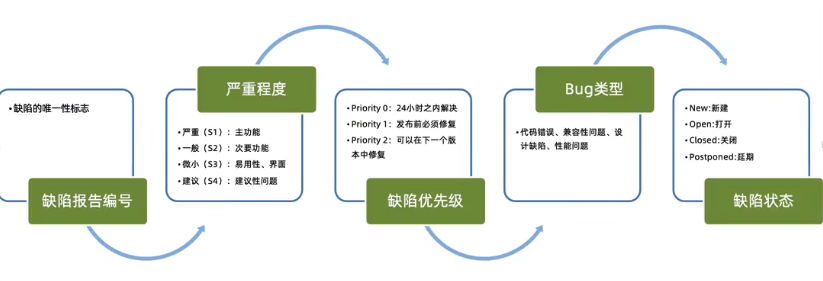 • 缺陷的唯一性标志
缺陷报告编号
严重程度
• 严重（S1）：主功能
• 一般（S2）：次要功能
• 微小（S3）：易用性、界面
• 建议（S4）：建议性问题
• Priority 0：24小时之内解决
• Priority 1：发布前必须修复
• Priority 2：可以在下一个版
本中修复
缺陷优先级
Bug类型
• 代码错误、兼容性问题、设
计缺陷、性能问题
• New:新建
• Open:打开
• Closed:关闭
• Postponed:延期
缺陷状态